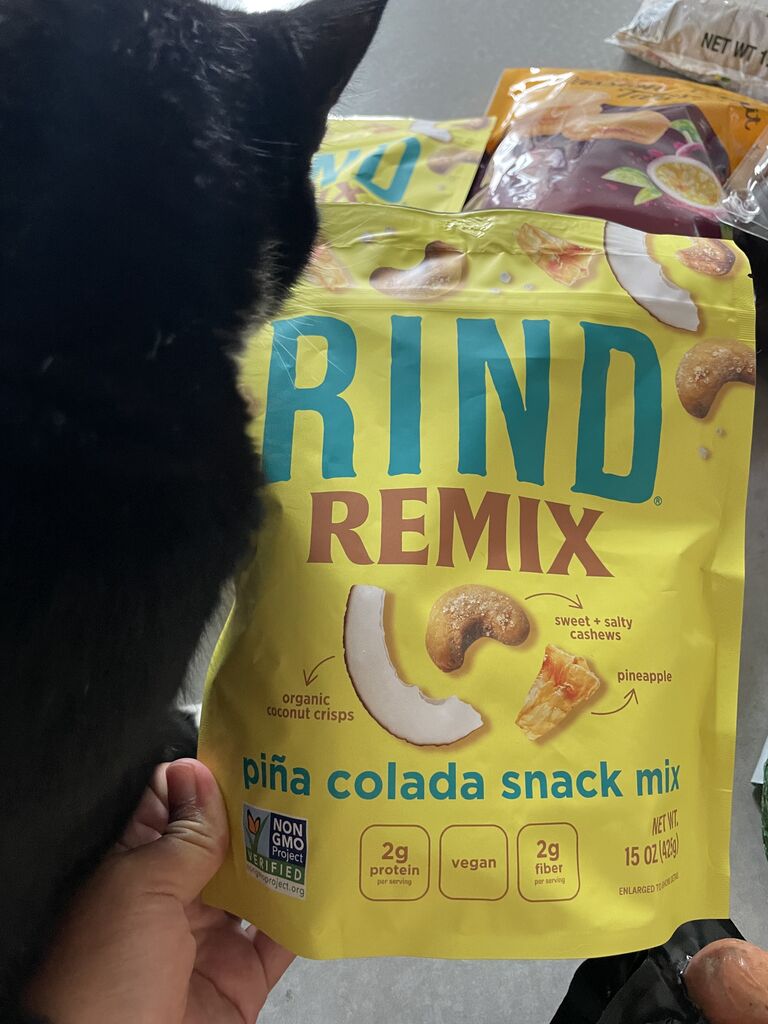 NET WT 1
ND
RIND®
REMIX
sweet + salty
cashews
pineapple
organic
coconut crisps
piña colada snack mix
NON
GMO
Project
VERIFIED
nongmoproject.org
2g
protein
per serving
vegan
2g
fiber
per serving
NET WT.
15 OZ (425g)
ENLARGED TO SHOW DETAIL